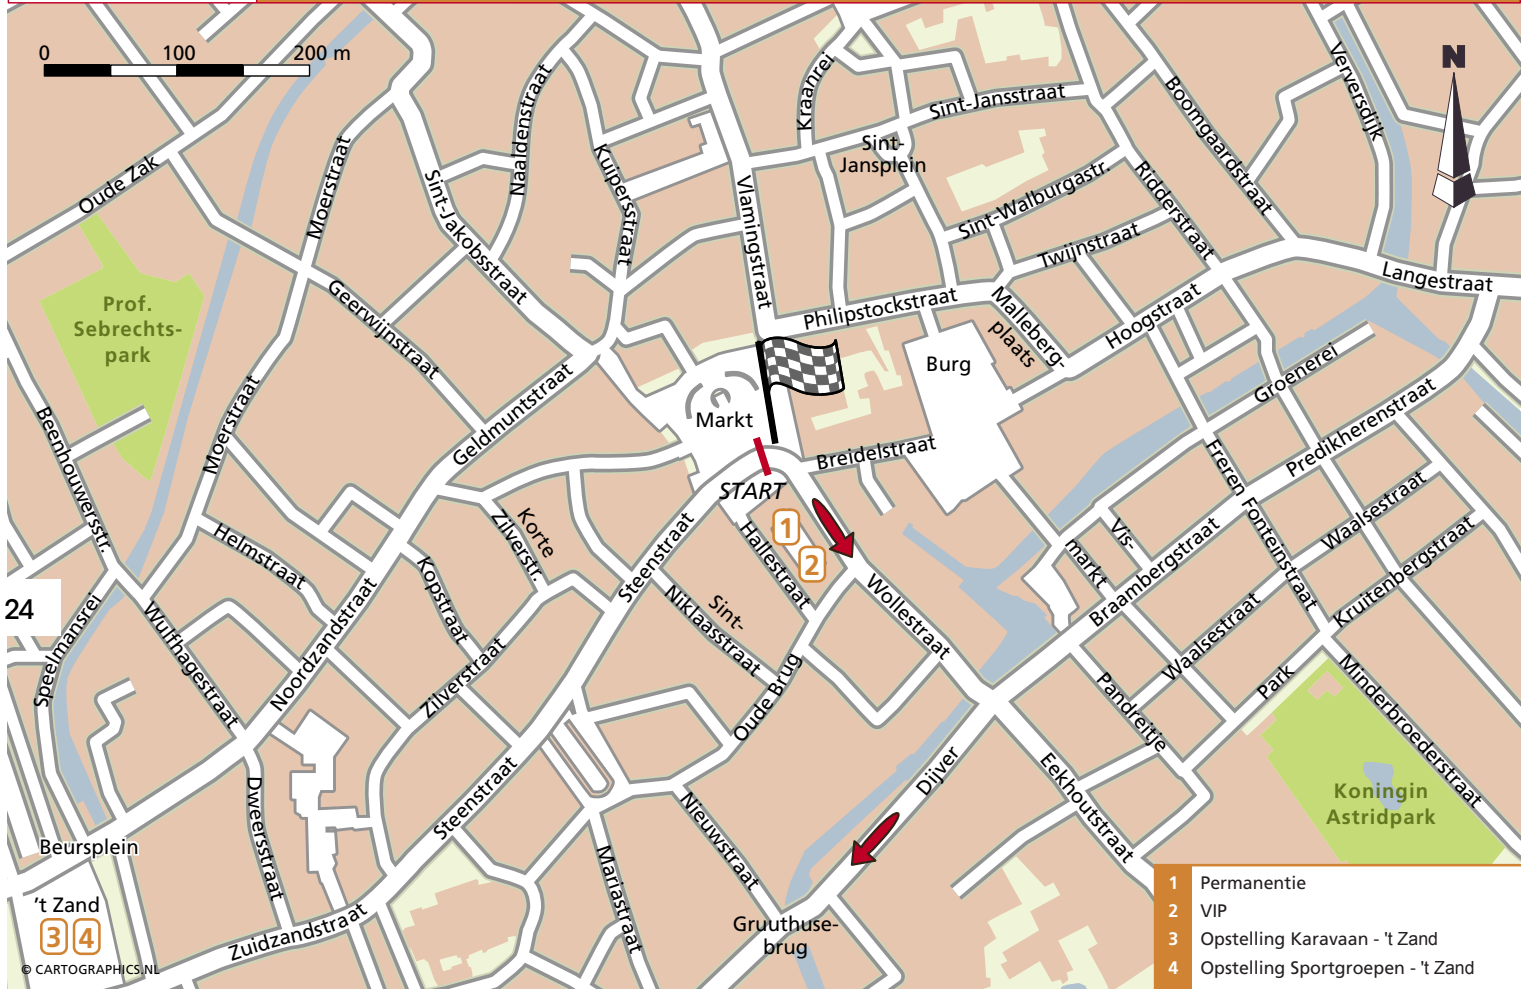 0 100 200 m
N
Oude Zak
Moerstraat
Sint-Jakobsstraat
Naaldenstraat
Kuipersstraat
Vlamingstraat
Kraanrei
Sint-
Jansplein
Sint-Jansstraat
Sint-Walburgastr.
Twijnstraat
Ridderstraat
Boomgaardstraat
Verversdijk
Langestraat
Prof.
Sebrechts-
park
Geerwijnstraat
Philipstockstraat
Malleberg-
plaats
Hoogstraat
Burg
Groenerei
Predikherenstraat
Beenhouwersstr.
Moerstraat
Geldmuntstraat
Markt
Breidelstraat
START
1
2
Hallestraat
Korte
Zilverstr.
Steenstraat
Helmstraat
Kopstraat
Sint-
Niklaasstraat
Wollestraat
Vis-
markt
Braambergstraat
Freren Fonteinstraat
Waalsestraat
Kruitenbergstraat
Waalsestraat
24
Speelmansrei
Wulfhagestraat
Noordzandstraat
Zilverstraat
Oude Brug
Pandreitje
Park
Minderbroederstraat
Dweersstraat
Steenstraat
Nieuwstraat
Dijver
Eekhoutstraat
Koningin
Astridpark
Beursplein
't Zand
3 4
Zuidzandstraat
Mariastraat
Gruuthuse-
brug
© CARTOGRAPHICS.NL
1 Permanentie
2 VIP
3 Opstelling Karavaan - 't Zand
4 Opstelling Sportgroepen - 't Zand